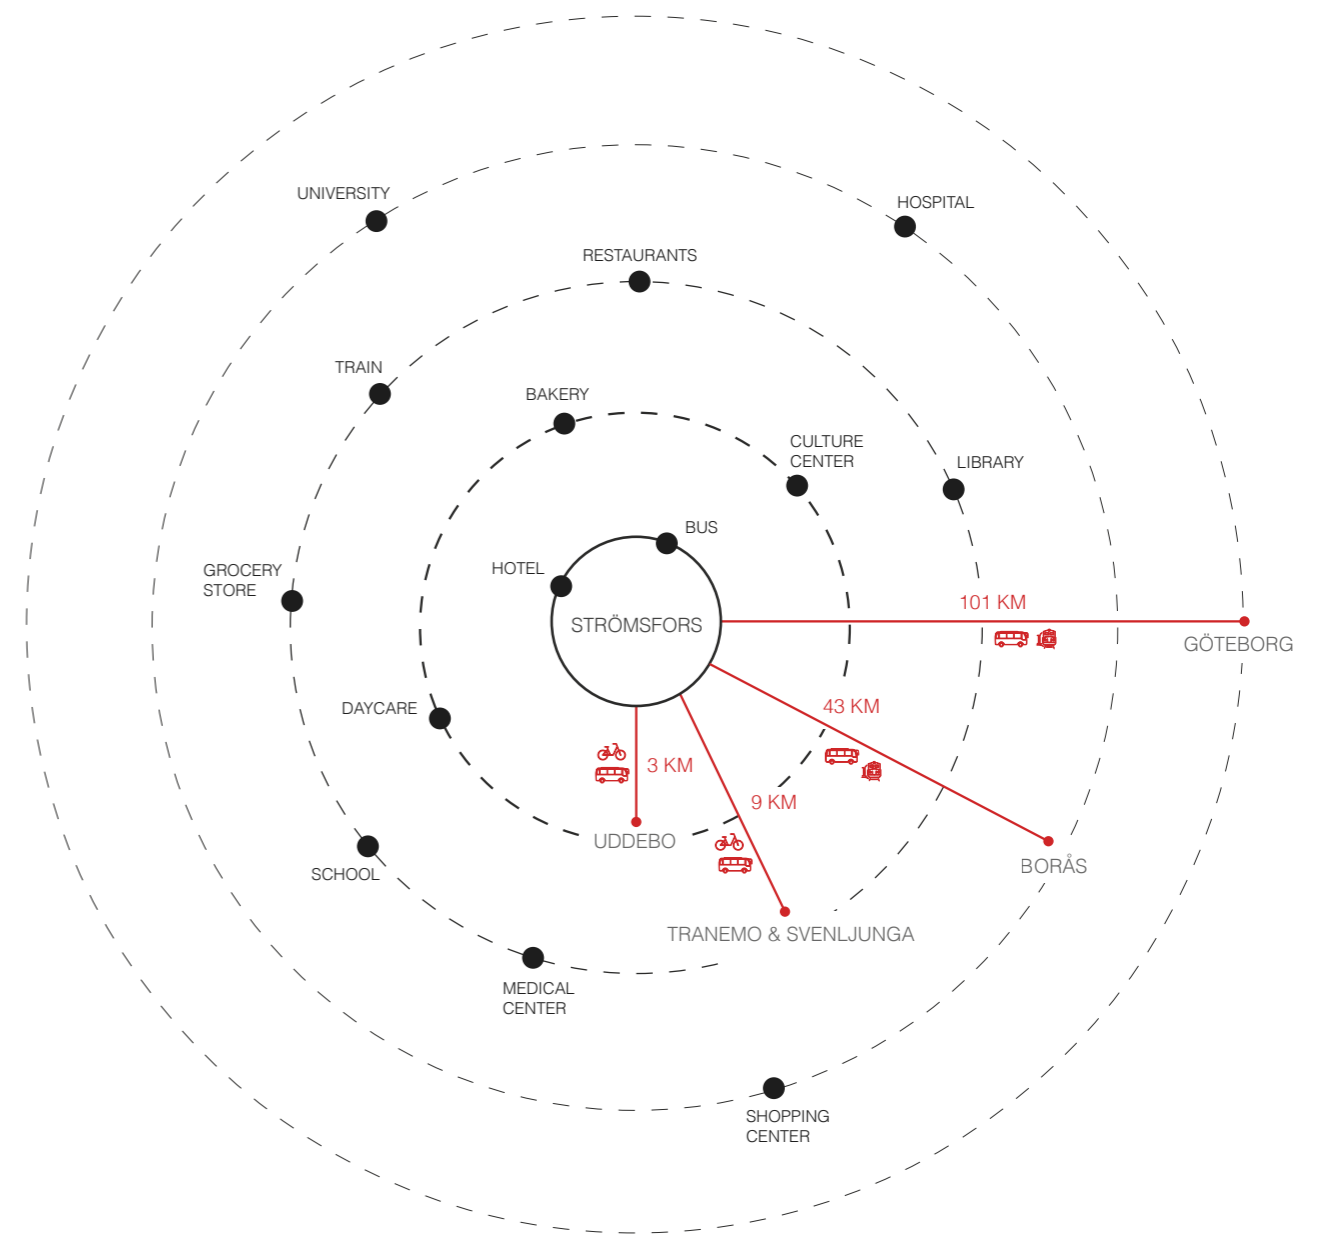 UNIVERSITY
HOSPITAL
RESTAURANTS
TRAIN
BAKERY
CULTURE
CENTER
LIBRARY
BUS
HOTEL
GROCERY
STORE
STRÖMSFORS
101 KM
GÖTEBORG
DAYCARE
43 KM
3 KM
9 KM
UDDEBO
BORÅS
SCHOOL
TRANEMO & SVENLJUNGA
MEDICAL
CENTER
SHOPPING
CENTER